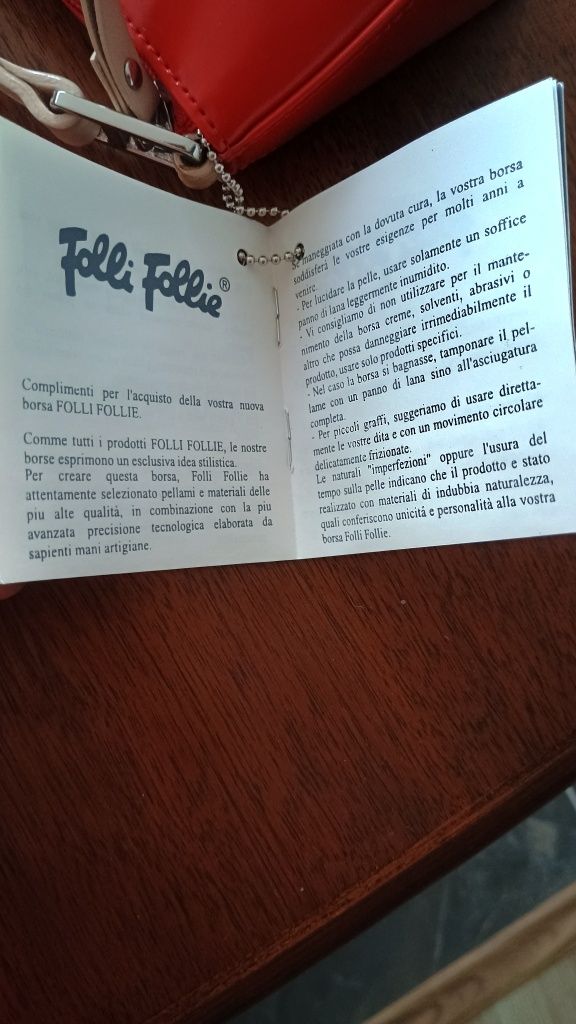 Folli Follie®
Complimenti per l'acquisto della vostra nuova
borsa FOLLI FOLLIE.
Come tutti i prodotti FOLLI FOLLIE, le nostre
borse esprimono un esclusiva idea stilistica.
Per creare questa borsa, Folli Follie ha
attentamente selezionato pellami e materiali delle
piu alte qualità, in combinazione con la piu
avanzata precisione tecnologica elaborata da
sapienti mani artigiane.
Se maneggiata con la dovuta cura, la vostra borsa
soddisferà le vostre esigenze per molti anni a
venire.
- Per lucidare la pelle, usare solamente un soffice
panno di lana leggermente inumidito.
- Vi consigliamo di non utilizzare per il mante-
nimento della borsa creme, solventi, abrasivi o
altro che possa danneggiare irrimediabilmente il
prodotto, usare solo prodotti specifici.
- Nel caso la borsa si bagnasse, tamponare il pel-
lame con un panno di lana sino all'asciugatura
completa.
- Per piccoli graffi, suggeriamo di usare diretta-
mente le vostre dita e con un movimento circolare
delicatamente frizionate.
Le naturali "imperfezioni" oppure l'usura del
tempo sulla pelle indicano che il prodotto e stato
realizzato con materiali di indubbia naturalezza,
quali conferiscono unicitá e personalità alla vostra
borsa Folli Follie.